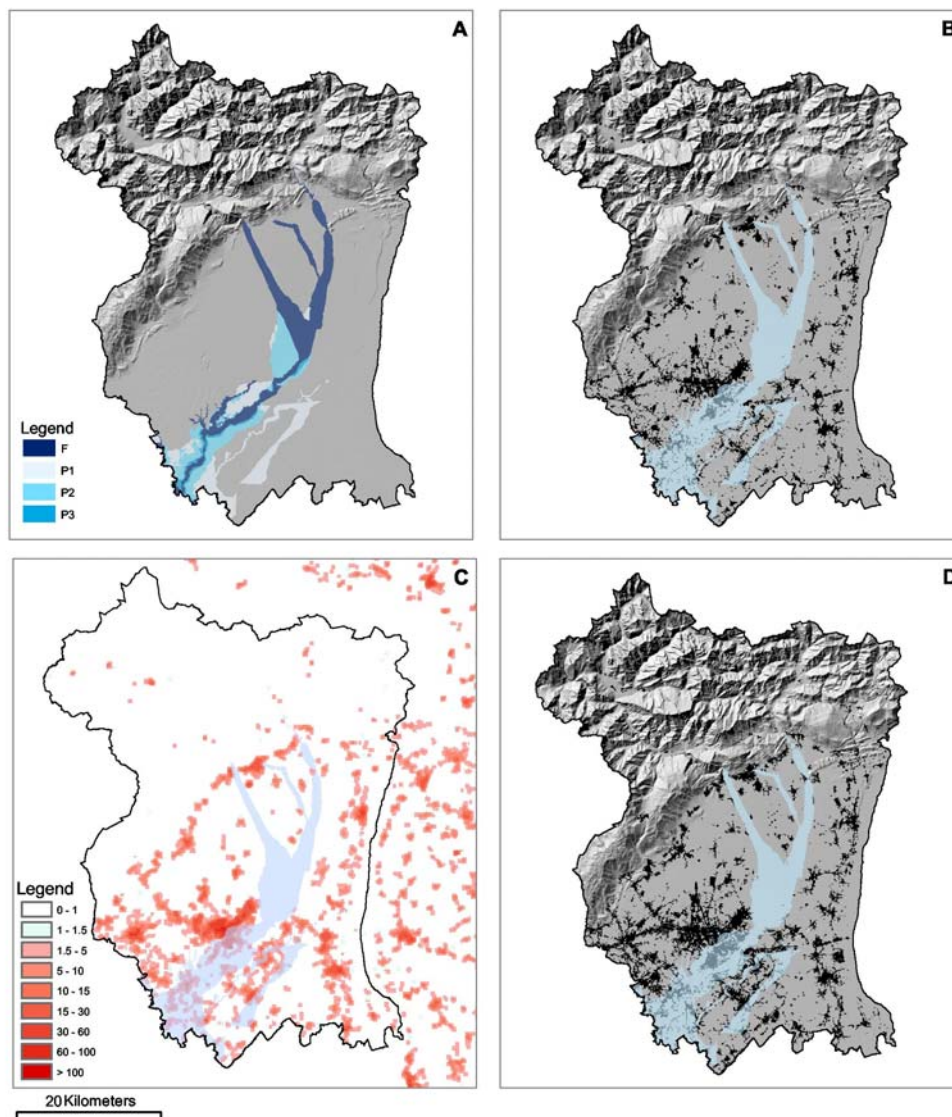 A
Legend
F
P1
P2
P3
B
C
Legend
0 - 1
1 - 1.5
1.5 - 5
5 - 10
10 - 15
15 - 30
30 - 60
60 - 100
> 100
D
20 Kilometers